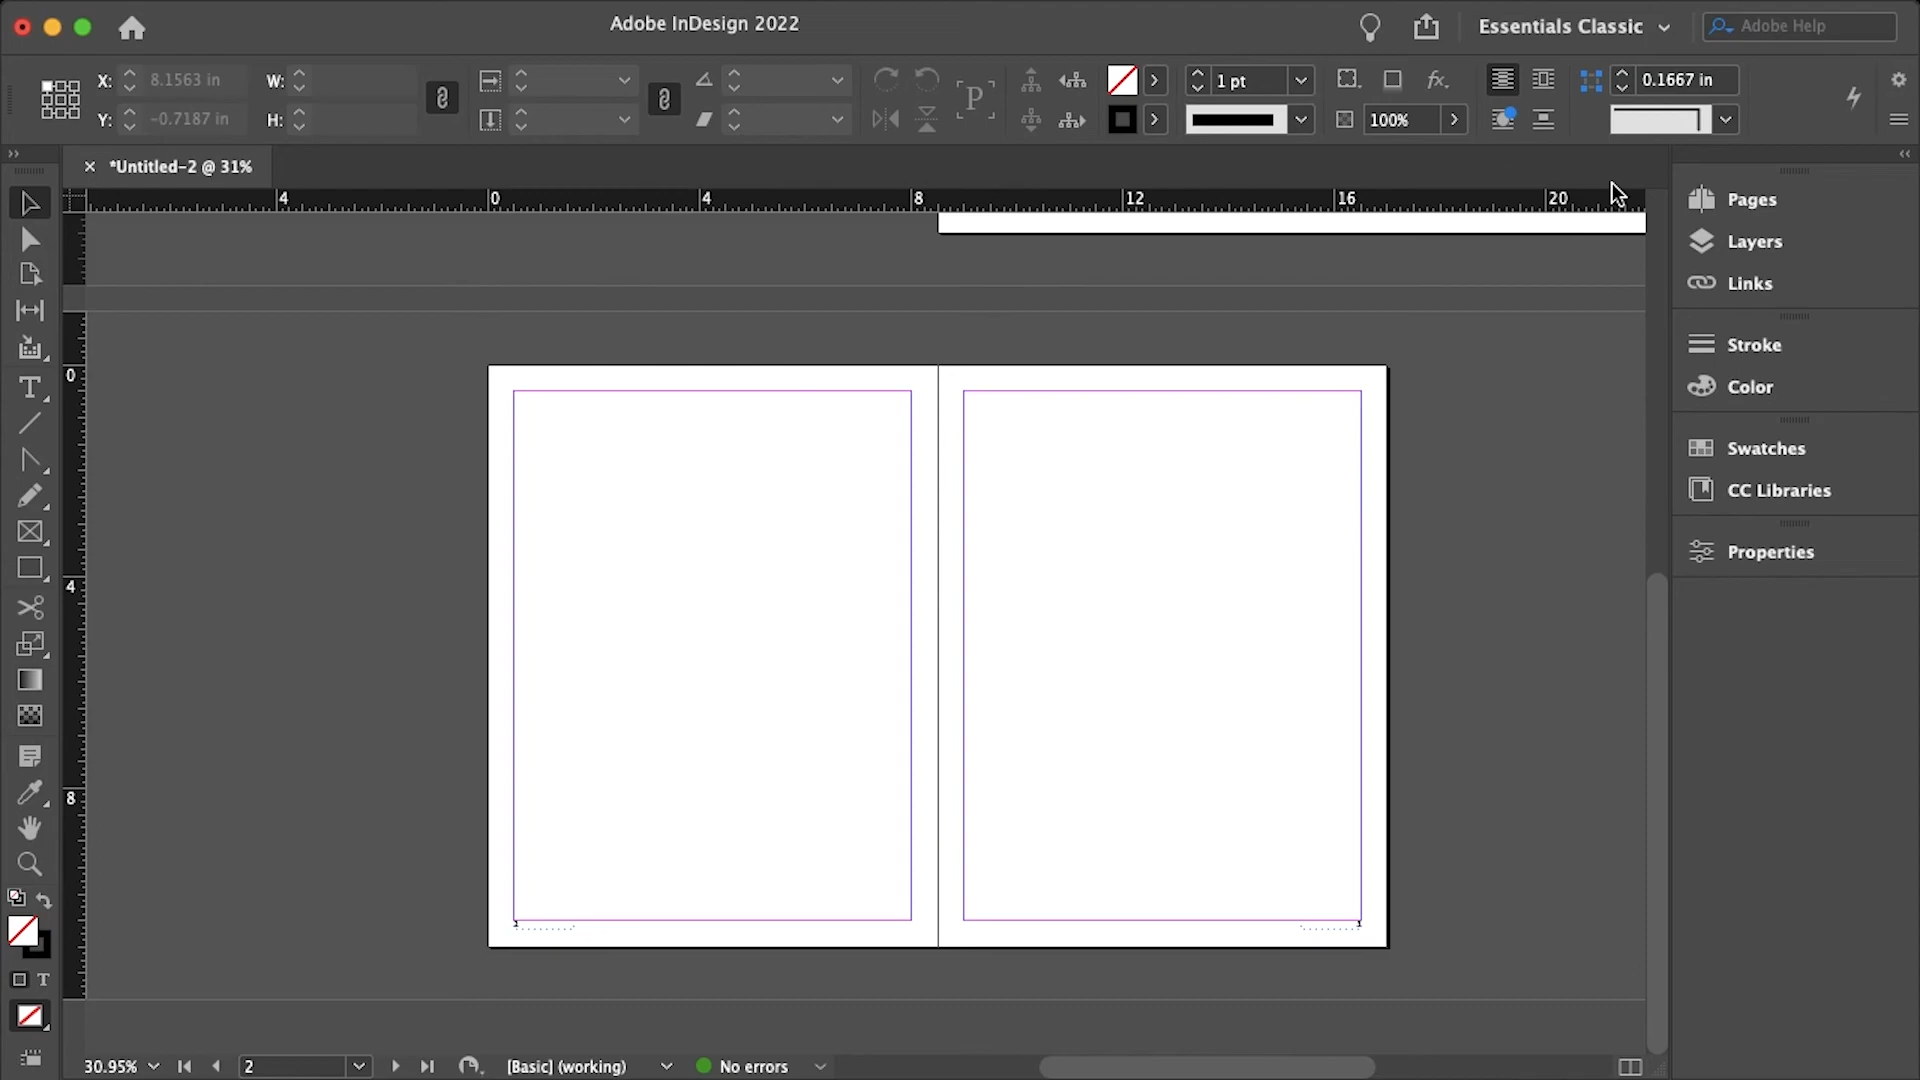 Adobe InDesign 2022
Essentials Classic
Adobe Help
X: 8.1563 in
W:
1 pt
0.1667 in
Y: -0.7187 in
H:
P
fx
100%
*Untitled-2 @ 31%
4 0 4 8 12 16 20
0
4
8
T
T
Pages
Layers
Links
Stroke
Color
Swatches
CC Libraries
Properties
30.95%
2
[Basic] (working)
No errors